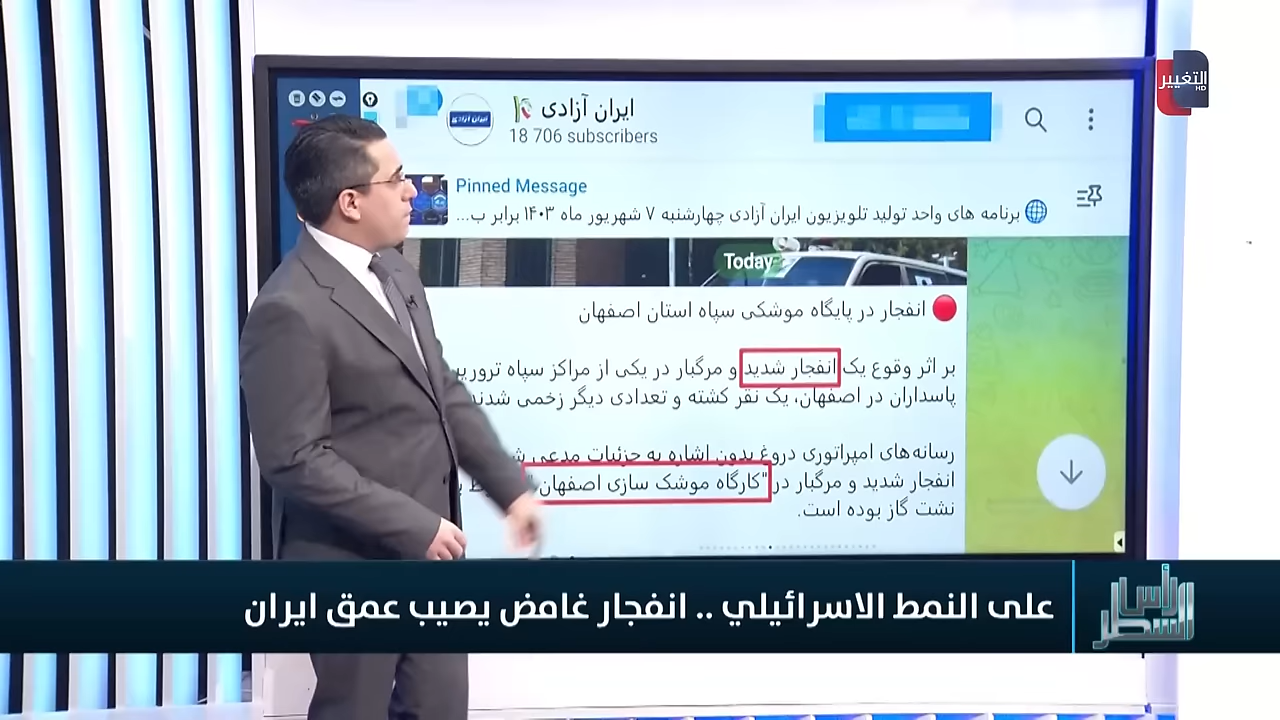 التغيير
HD
ایران آزادی
18 706 subscribers
Pinned Message
برنامه های واحد تولید تلویزیون ایران آزادی چهارشنبه ۷ شهریور ماه ۱۴۰۳ برابر ب...
Today
انفجار در پایگاه موشکی سپاه استان اصفهان
بر اثر وقوع یک انفجار شدید و مرگبار در یکی از مراکز سپاه
پاسداران در اصفهان، یک نفر کشته و تعدادی دیگر زخمی شدند
رسانه‌های امپراتوری دروغ بدون اشاره به جزئیات مدعی
انفجار شدید و مرگبار در "کارگاه موشک سازی اصفهان
نشت گاز بوده است.
على النمط الاسرائيلي .. انفجار غامض يصيب عمق ايران
رأس السطر